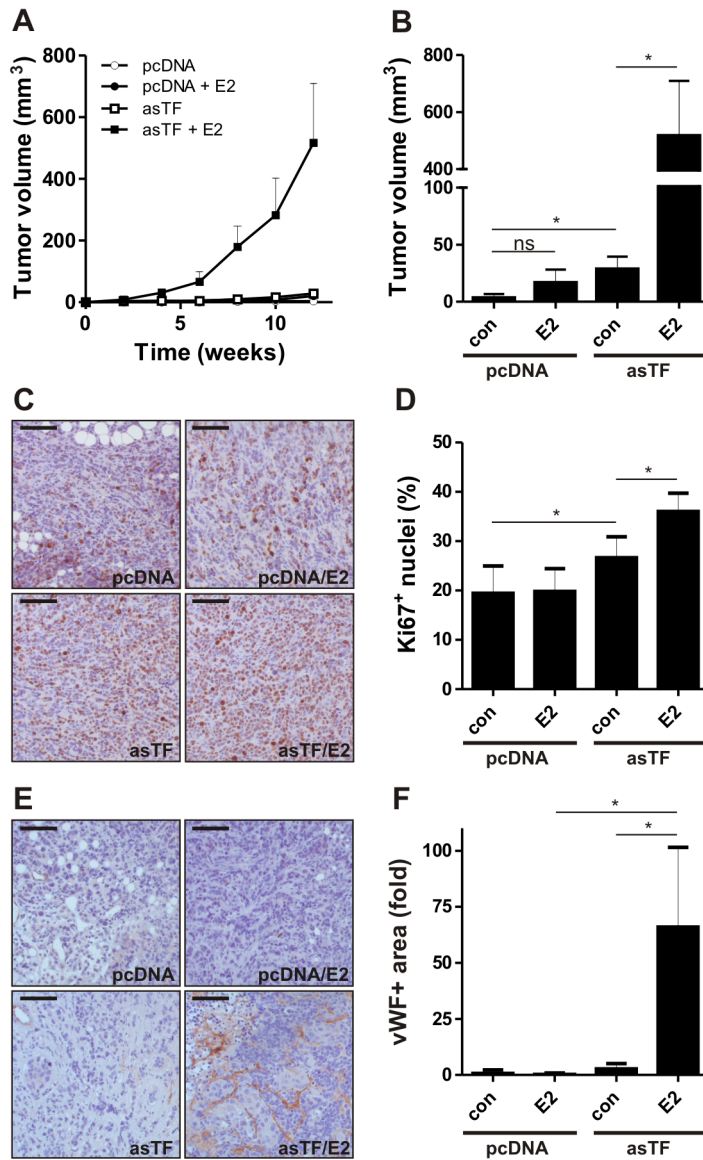 A
Tumor volume (mm³)
800
600
400
200
0
0
5
10
Time (weeks)
pcDNA
pcDNA + E2
asTF
asTF + E2
B
Tumor volume (mm³)
800
600
400
100
50
0
ns
*
*
con
E2
con
E2
pcDNA
asTF
C
pcDNA
pcDNA/E2
asTF
asTF/E2
D
Ki67⁺ nuclei (%)
50
40
30
20
10
0
*
*
con
E2
con
E2
pcDNA
asTF
E
pcDNA
pcDNA/E2
asTF
asTF/E2
F
vWF+ area (fold)
100
75
50
25
0
*
*
con
E2
con
E2
pcDNA
asTF